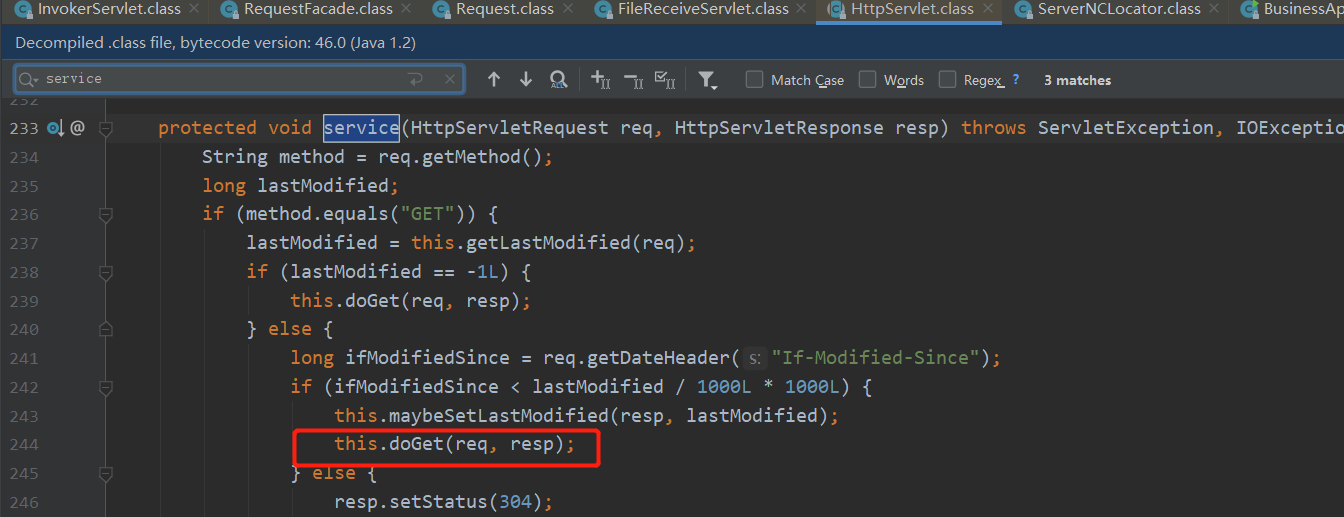 InvokerServlet.class RequestFacade.class Request.class FileReceiveServlet.class HttpServlet.class ServerNCLocator.class BusinessAp
Decompiled .class file, bytecode version: 46.0 (Java 1.2)
service ALL Match Case Words Regex ? 3 matches
232
233 @ protected void service(HttpServletRequest req, HttpServletResponse resp) throws ServletException, IOExceptio
234 String method = req.getMethod();
235 long lastModified;
236 if (method.equals("GET")) {
237 lastModified = this.getLastModified(req);
238 if (lastModified == -1L) {
239 this.doGet(req, resp);
240 } else {
241 long ifModifiedSince = req.getDateHeader( s: "If-Modified-Since");
242 if (ifModifiedSince < lastModified / 1000L * 1000L) {
243 this.maybeSetLastModified(resp, lastModified);
244 this.doGet(req, resp);
245 } else {
246 resp.setStatus(304);